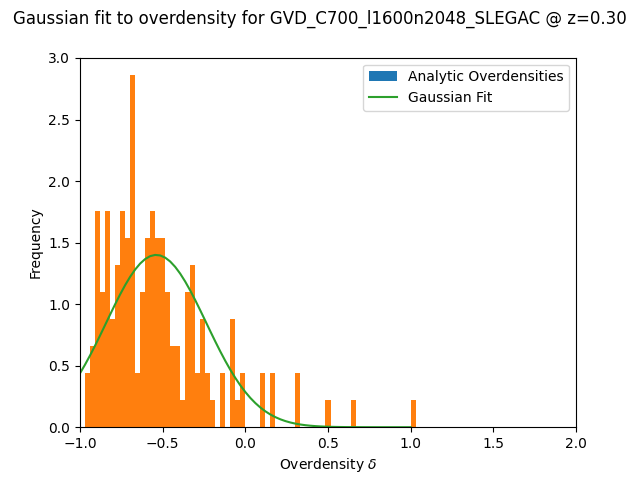 Gaussian fit to overdensity for GVD_C700_l1600n2048_SLEGAC @ z=0.30
3.0
2.5
2.0
1.5
1.0
0.5
0.0
Frequency
Analytic Overdensities
Gaussian Fit
−1.0 −0.5 0.0 0.5 1.0 1.5 2.0
Overdensity δ